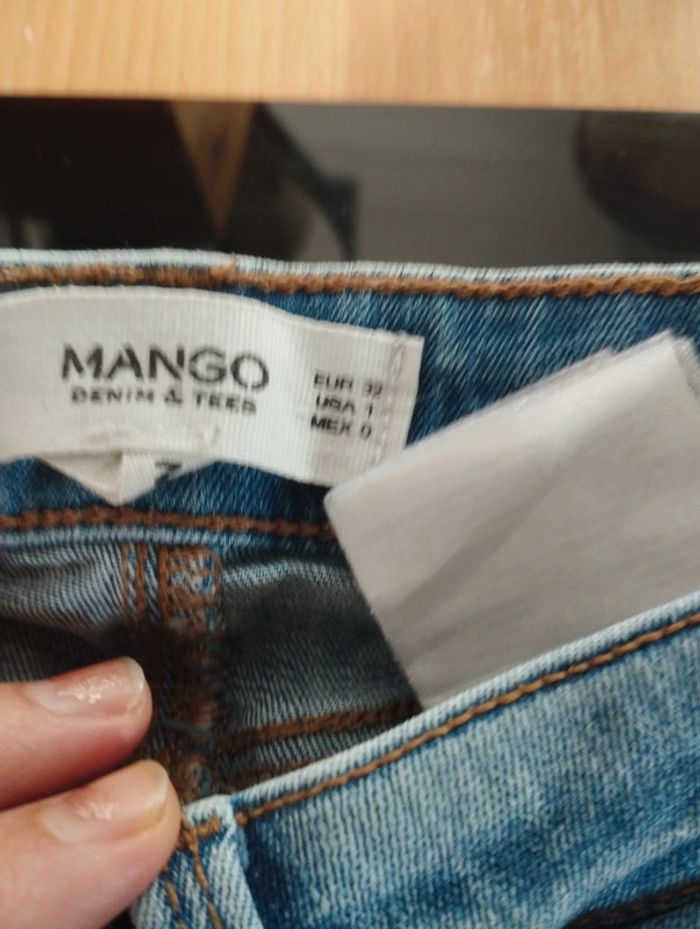 MANGO
DENIM & TEES
EUR 32
USA 1
MEX 0